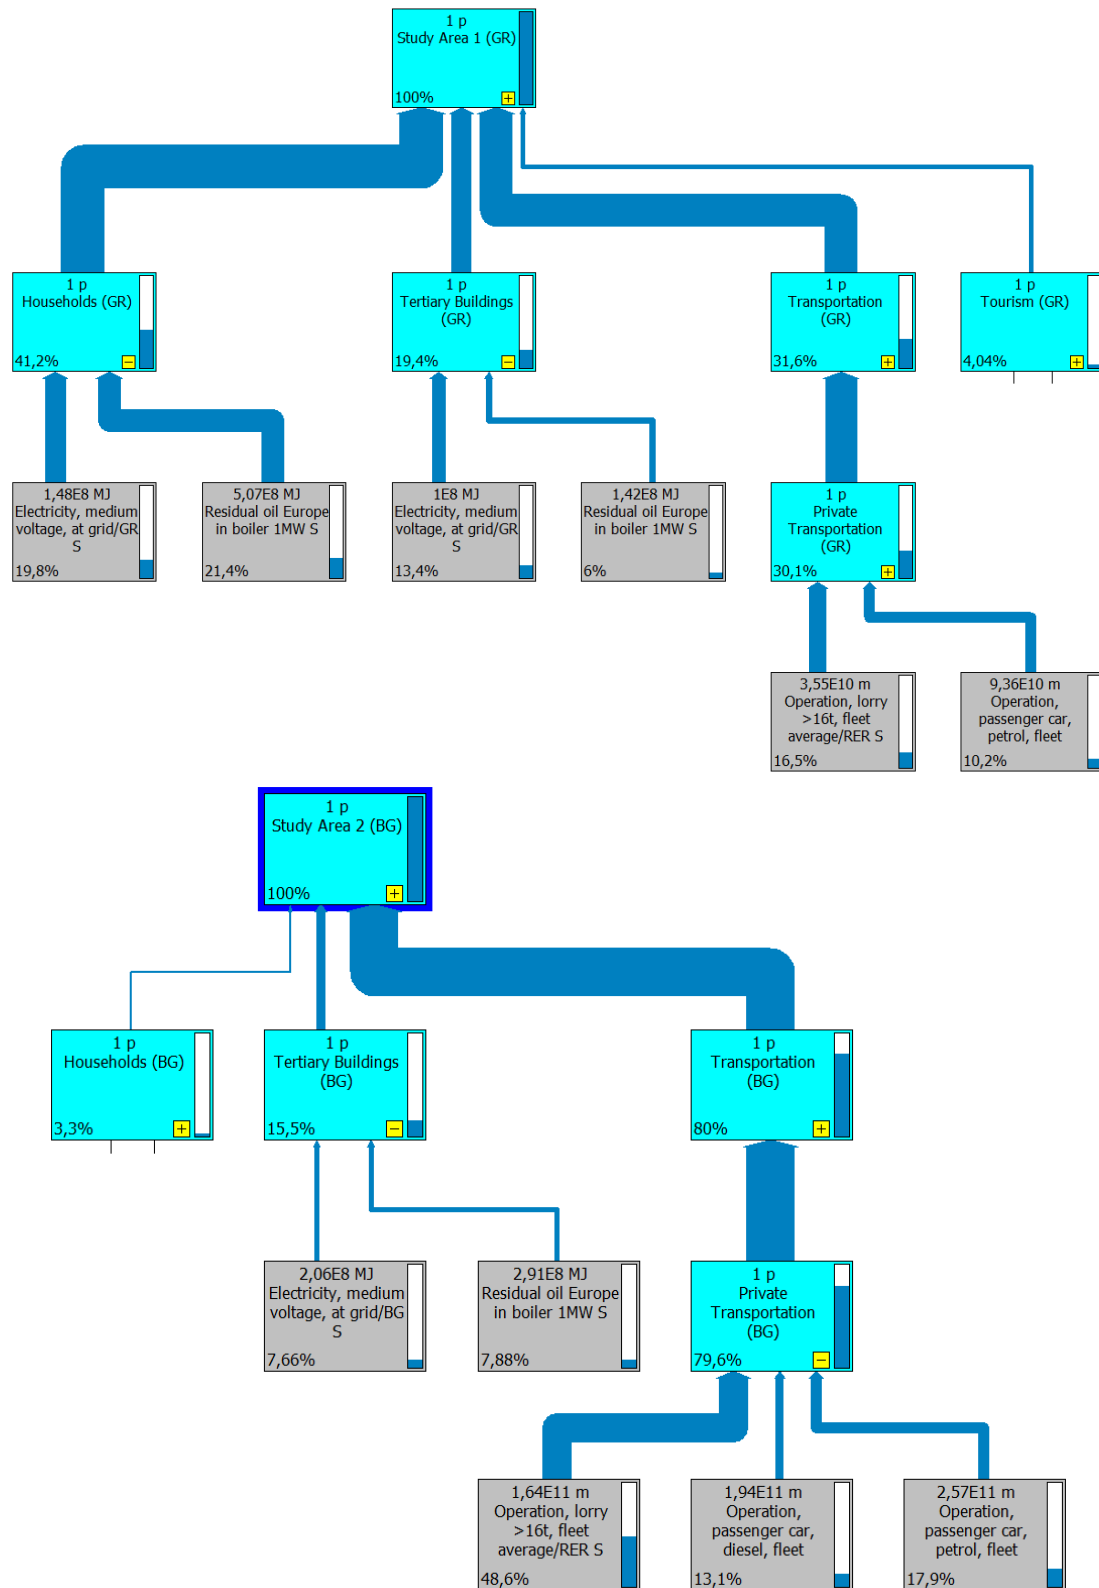 1 p
Study Area 1 (GR)
100%
+
1 p
Households (GR)
41,2%
−
1 p
Tertiary Buildings
(GR)
19,4%
−
1 p
Transportation
(GR)
31,6%
+
1 p
Tourism (GR)
4,04%
+
1,48E8 MJ
Electricity, medium
voltage, at grid/GR
S
19,8%
5,07E8 MJ
Residual oil Europe
in boiler 1MW S
21,4%
1E8 MJ
Electricity, medium
voltage, at grid/GR
S
13,4%
1,42E8 MJ
Residual oil Europe
in boiler 1MW S
6%
1 p
Private
Transportation
(GR)
30,1%
+
3,55E10 m
Operation, lorry
>16t, fleet
average/RER S
16,5%
9,36E10 m
Operation,
passenger car,
petrol, fleet
10,2%
1 p
Study Area 2 (BG)
100%
+
1 p
Households (BG)
3,3%
+
1 p
Tertiary Buildings
(BG)
15,5%
−
1 p
Transportation
(BG)
80%
+
2,06E8 MJ
Electricity, medium
voltage, at grid/BG
S
7,66%
2,91E8 MJ
Residual oil Europe
in boiler 1MW S
7,88%
1 p
Private
Transportation
(BG)
79,6%
−
1,64E11 m
Operation, lorry
>16t, fleet
average/RER S
48,6%
1,94E11 m
Operation,
passenger car,
diesel, fleet
13,1%
2,57E11 m
Operation,
passenger car,
petrol, fleet
17,9%